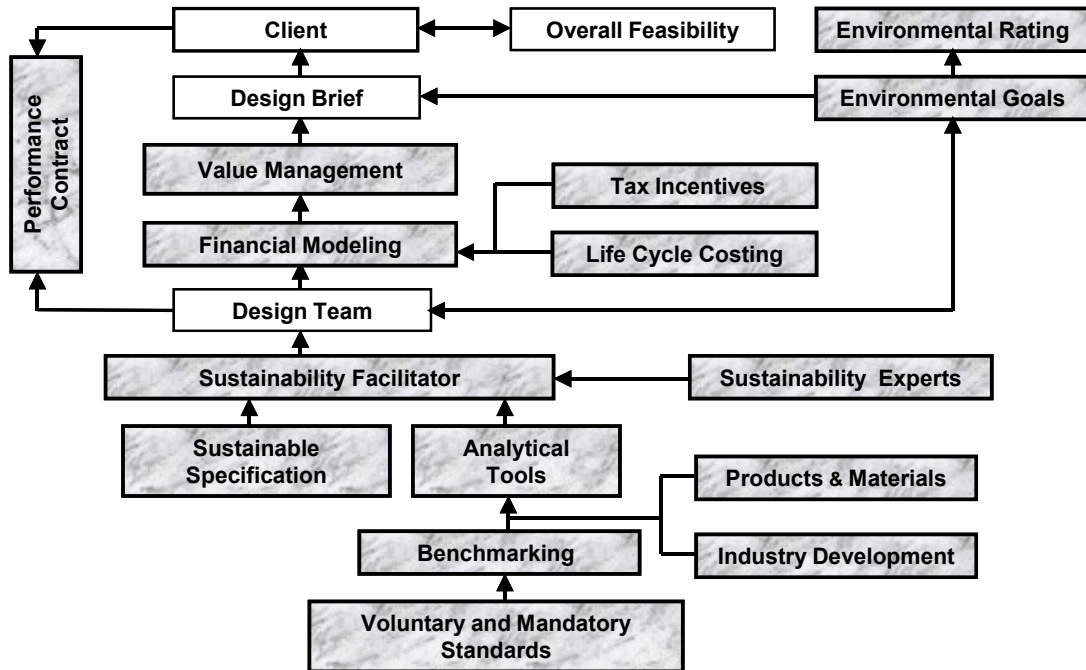 Client
Overall Feasibility
Environmental Rating
Performance
Contract
Design Brief
Environmental Goals
Value Management
Tax Incentives
Financial Modeling
Life Cycle Costing
Design Team
Sustainability Facilitator
Sustainability Experts
Sustainable
Specification
Analytical
Tools
Products & Materials
Benchmarking
Industry Development
Voluntary and Mandatory
Standards